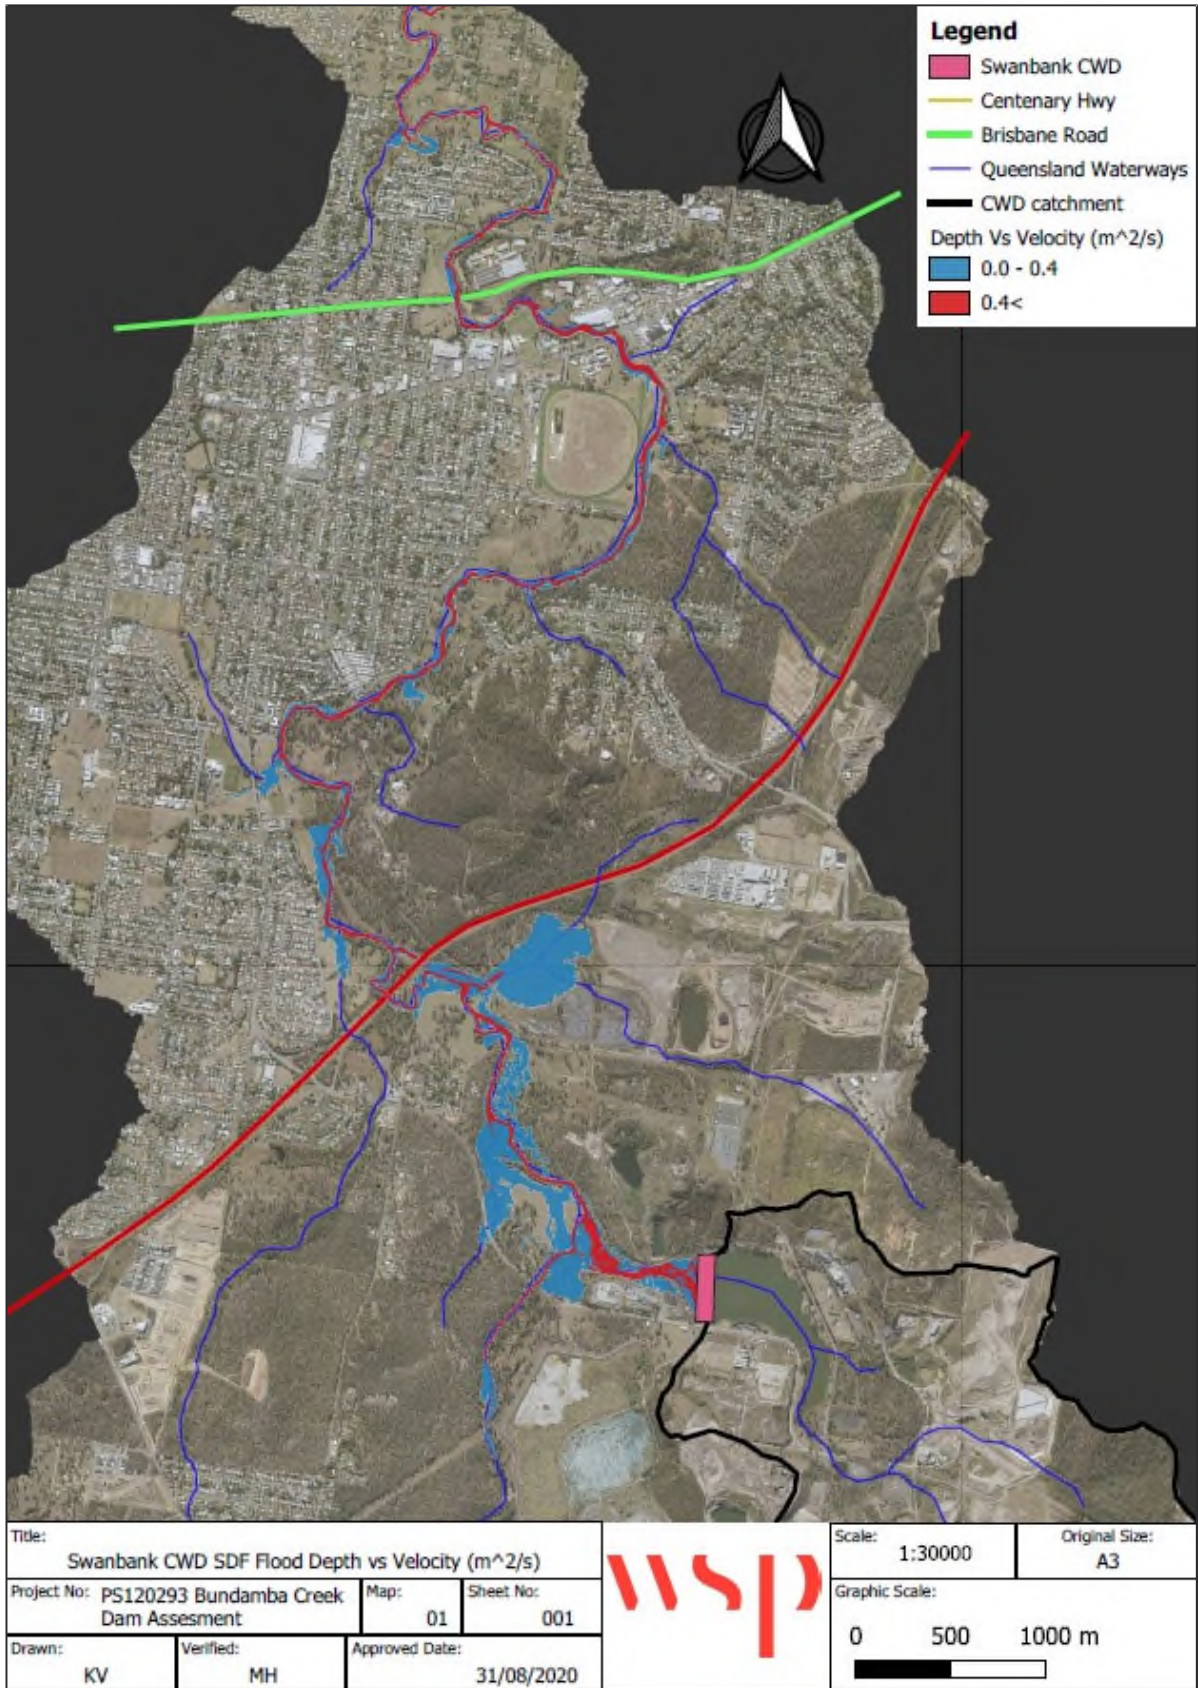 Legend
Swanbank CWD
Centenary Hwy
Brisbane Road
Queensland Waterways
CWD catchment
Depth Vs Velocity (m^2/s)
0.0 - 0.4
0.4<
Title:
Swanbank CWD SDF Flood Depth vs Velocity (m^2/s)
Project No: PS120293 Bundamba Creek
Dam Assesment
Map:
01
Sheet No:
001
Drawn:
KV
Verified:
MH
Approved Date:
31/08/2020
wsp
Scale:
1:30000
Original Size:
A3
Graphic Scale:
0 500 1000 m